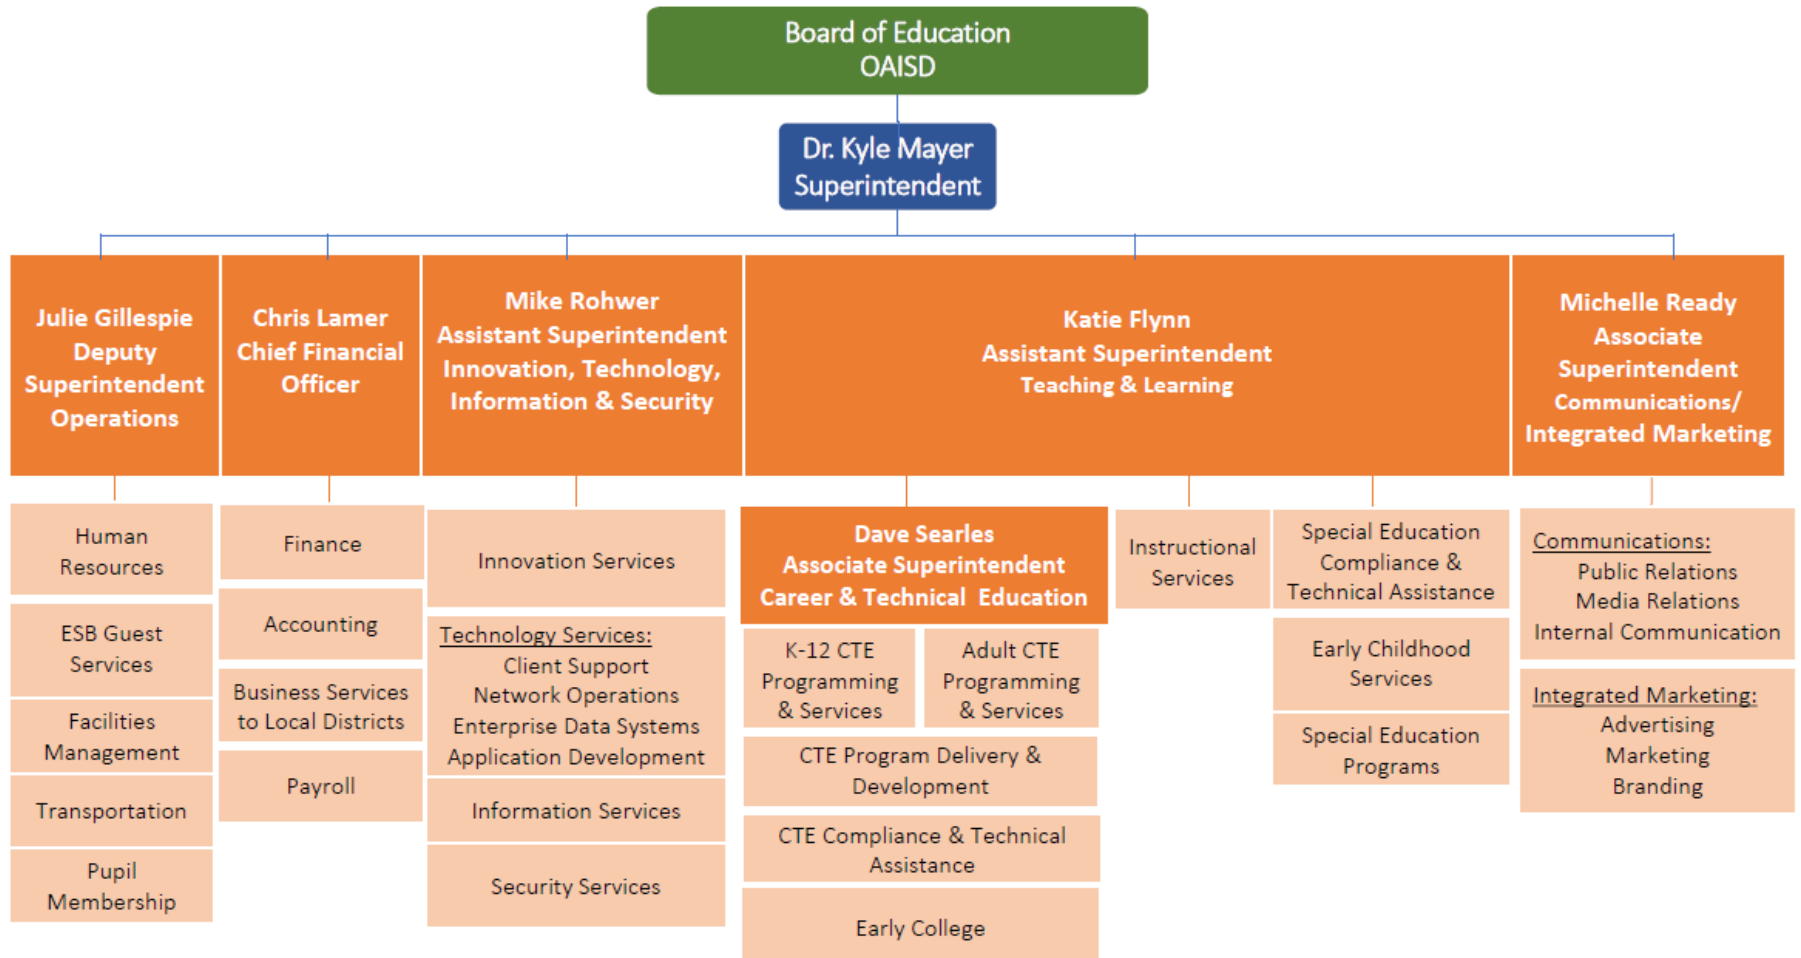 Board of Education
OAISD
Dr. Kyle Mayer
Superintendent
Julie Gillespie
Deputy
Superintendent
Operations
Chris Lamer
Chief Financial
Officer
Mike Rohwer
Assistant Superintendent
Innovation, Technology,
Information & Security
Katie Flynn
Assistant Superintendent
Teaching & Learning
Michelle Ready
Associate
Superintendent
Communications/
Integrated Marketing
Human
Resources
ESB Guest
Services
Facilities
Management
Transportation
Pupil
Membership
Finance
Accounting
Business Services
to Local Districts
Payroll
Innovation Services
Technology Services:
Client Support
Network Operations
Enterprise Data Systems
Application Development
Information Services
Security Services
Dave Searles
Associate Superintendent
Career & Technical Education
K-12 CTE
Programming
& Services
Adult CTE
Programming
& Services
CTE Program Delivery &
Development
CTE Compliance & Technical
Assistance
Early College
Instructional
Services
Special Education
Compliance &
Technical Assistance
Early Childhood
Services
Special Education
Programs
Communications:
Public Relations
Media Relations
Internal Communication
Integrated Marketing:
Advertising
Marketing
Branding